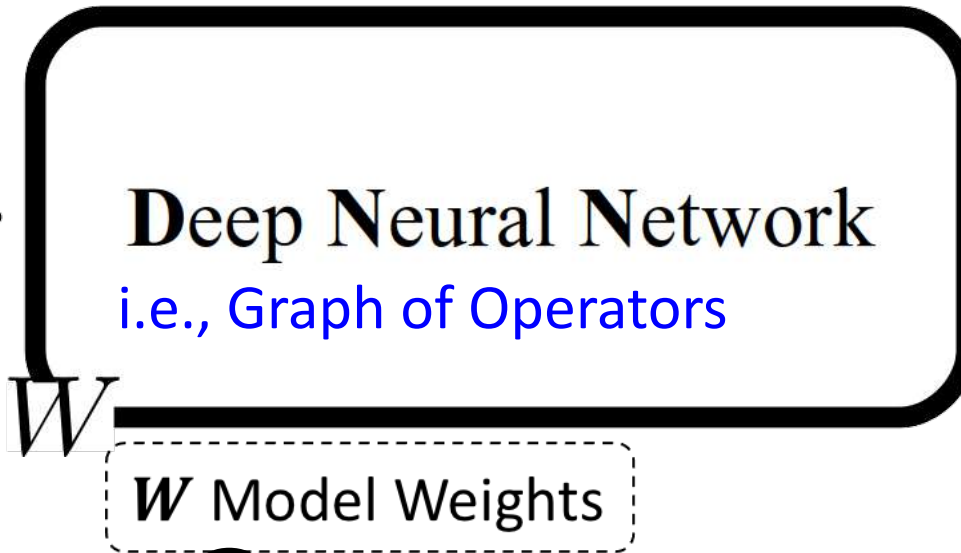 Deep Neural Network
i.e., Graph of Operators
W
W Model Weights